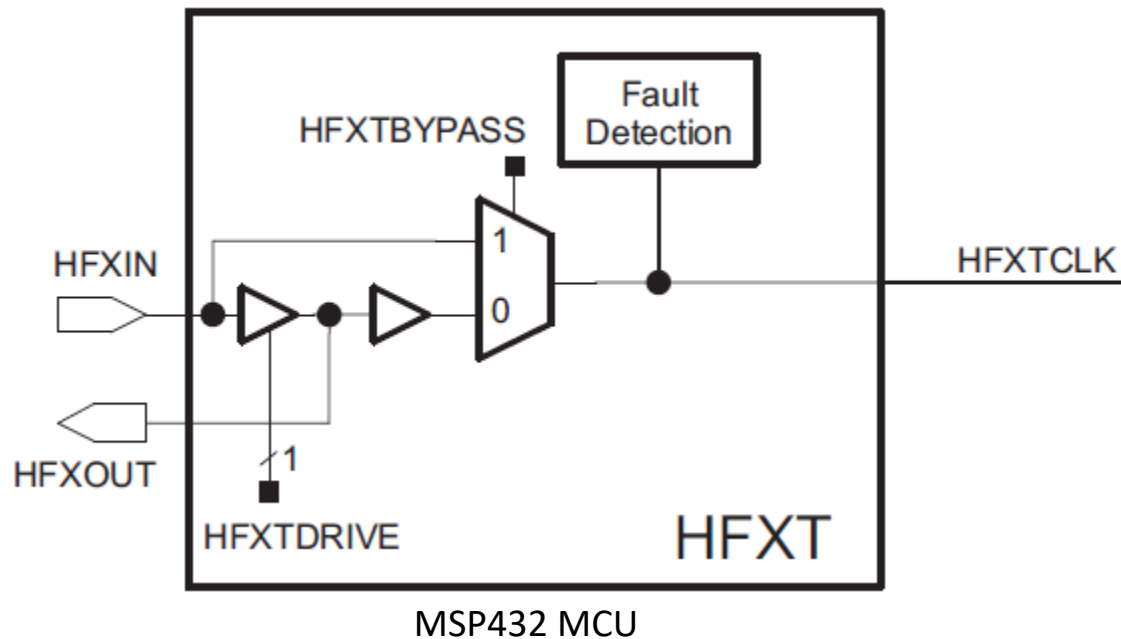 Fault
Detection
HFXTBYPASS
1
HFXIN
HFXTCLK
0
1
HFXOUT
HFXTDRIVE
HFXT
MSP432 MCU